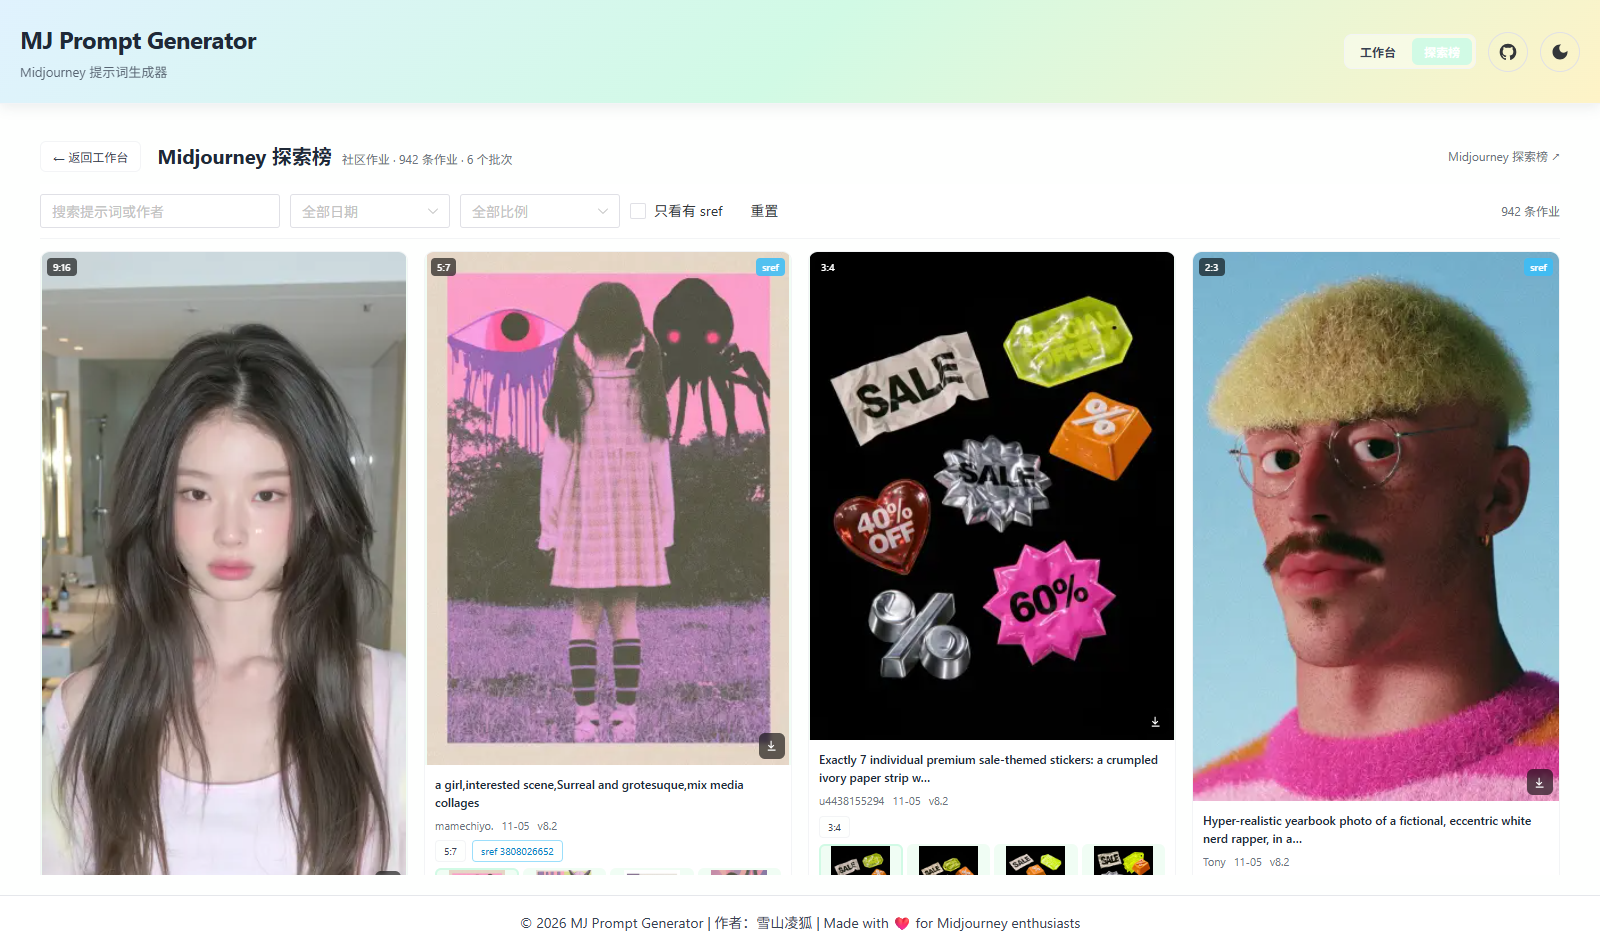 MJ Prompt Generator
Midjourney 提示词生成器
工作台
探索榜
← 返回工作台
Midjourney 探索榜
社区作业 · 942 条作业 · 6 个批次
Midjourney 探索榜 ↗
搜索提示词或作者
全部日期
全部比例
只看有 sref
重置
942 条作业
9:16
5:7
sref
3:4
SALE
SPECIAL OFFER
%
SALE
40% OFF
60%
2:3
sref
a girl,interested scene,Surreal and grotesuque,mix media
collages
mamechiyo. 11-05 v8.2
5:7
sref 3808026652
Exactly 7 individual premium sale-themed stickers: a crumpled
ivory paper strip w...
u4438155294 11-05 v8.2
3:4
SALE
SALE
SALE
SALE
Hyper-realistic yearbook photo of a fictional, eccentric white
nerd rapper, in a...
Tony 11-05 v8.2
© 2026 MJ Prompt Generator | 作者：雪山凌狐 | Made with ❤️ for Midjourney enthusiasts